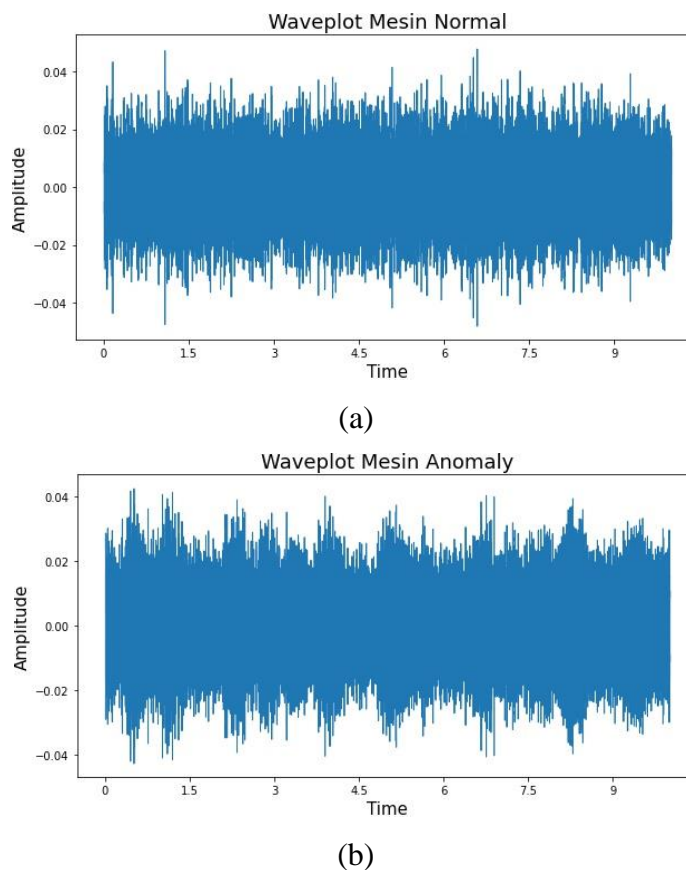 Waveplot Mesin Normal
0.04
0.02
0.00
−0.02
−0.04
Amplitude
0 1.5 3 4.5 6 7.5 9
Time
(a)
Waveplot Mesin Anomaly
0.04
0.02
0.00
−0.02
−0.04
Amplitude
0 1.5 3 4.5 6 7.5 9
Time
(b)